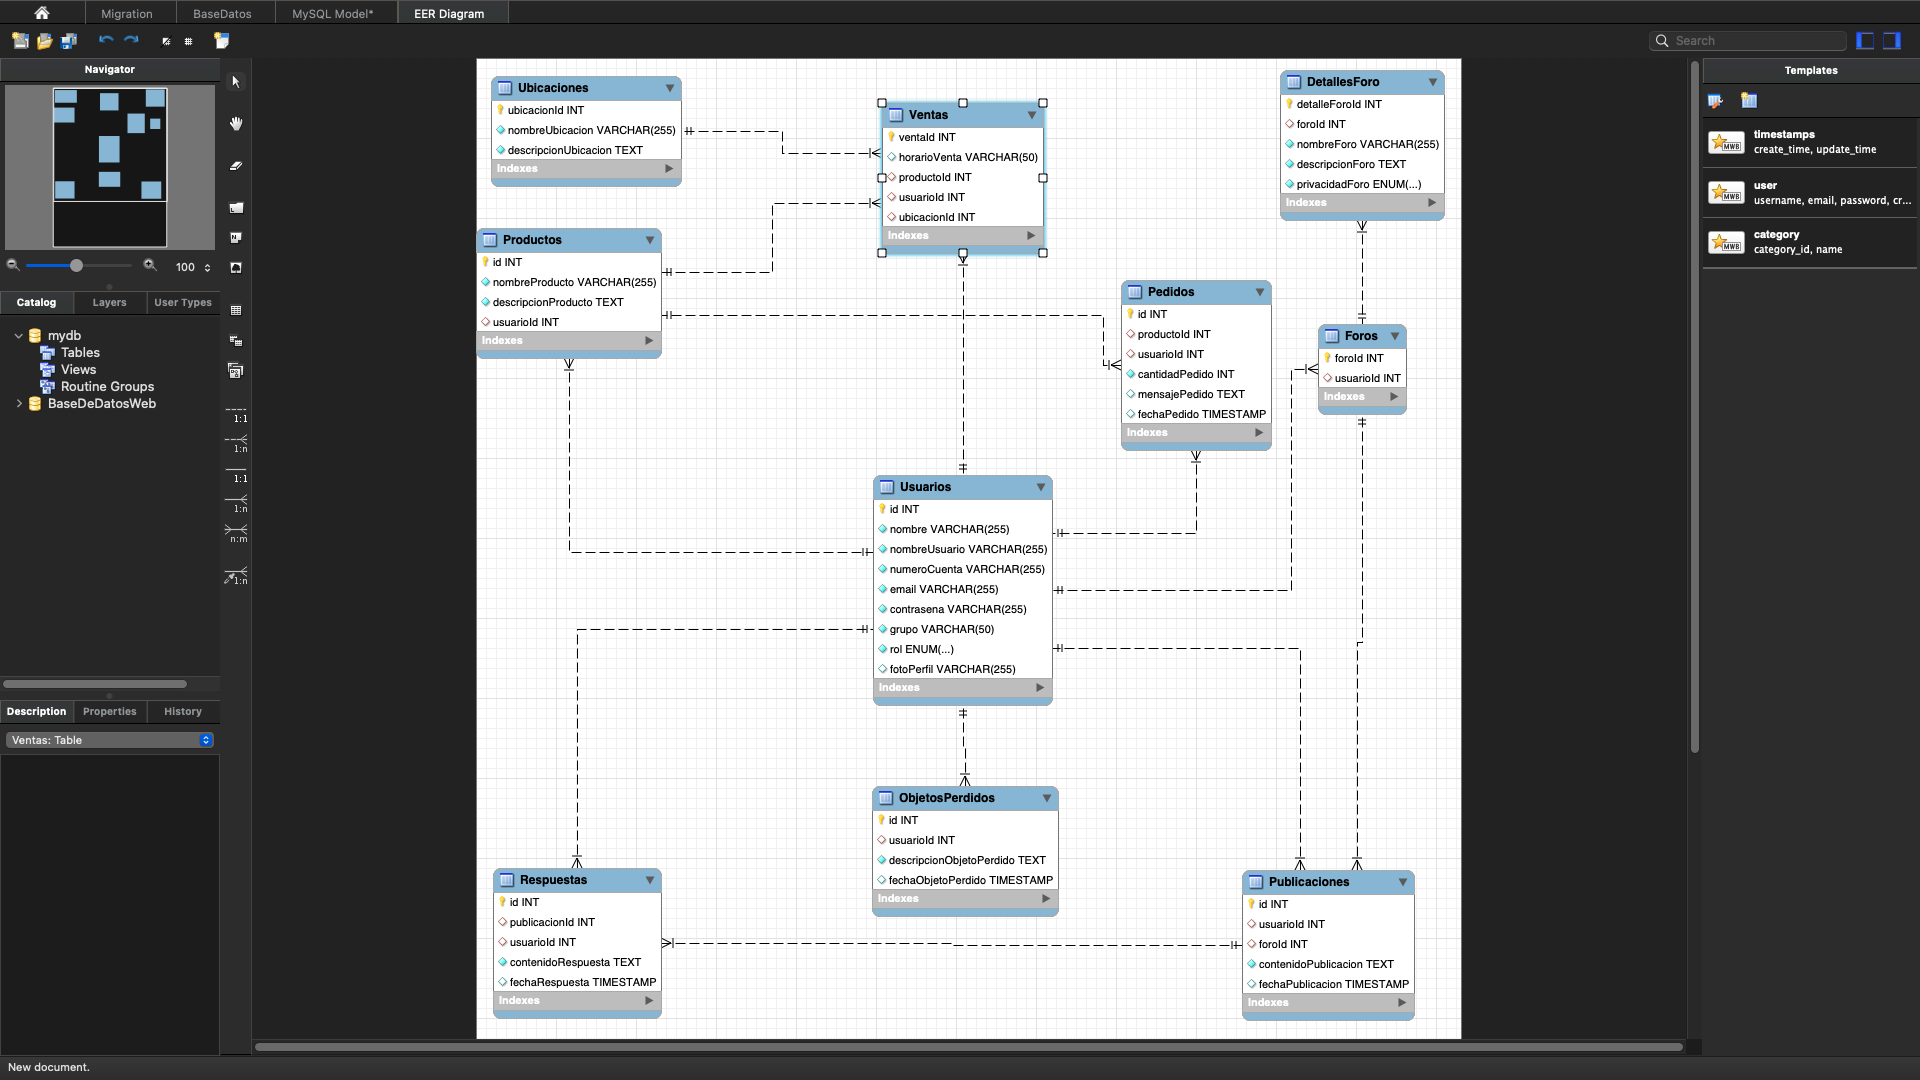 Migration
BaseDatos
MySQL Model*
EER Diagram
Search
Navigator
100
Catalog
Layers
User Types
mydb
Tables
Views
Routine Groups
BaseDeDatosWeb
Description
Properties
History
Ventas: Table
New document.
1:1
1:n
1:1
1:n
n:m
1:n
Ubicaciones
ubicacionId INT
nombreUbicacion VARCHAR(255)
descripcionUbicacion TEXT
Indexes
Ventas
ventaId INT
horarioVenta VARCHAR(50)
productoId INT
usuarioId INT
ubicacionId INT
Indexes
DetallesForo
detalleForoId INT
foroId INT
nombreForo VARCHAR(255)
descripcionForo TEXT
privacidadForo ENUM(...)
Indexes
Productos
id INT
nombreProducto VARCHAR(255)
descripcionProducto TEXT
usuarioId INT
Indexes
Pedidos
id INT
productoId INT
usuarioId INT
cantidadPedido INT
mensajePedido TEXT
fechaPedido TIMESTAMP
Indexes
Foros
foroId INT
usuarioId INT
Indexes
Usuarios
id INT
nombre VARCHAR(255)
nombreUsuario VARCHAR(255)
numeroCuenta VARCHAR(255)
email VARCHAR(255)
contrasena VARCHAR(255)
grupo VARCHAR(50)
rol ENUM(...)
fotoPerfil VARCHAR(255)
Indexes
ObjetosPerdidos
id INT
usuarioId INT
descripcionObjetoPerdido TEXT
fechaObjetoPerdido TIMESTAMP
Indexes
Respuestas
id INT
publicacionId INT
usuarioId INT
contenidoRespuesta TEXT
fechaRespuesta TIMESTAMP
Indexes
Publicaciones
id INT
usuarioId INT
foroId INT
contenidoPublicacion TEXT
fechaPublicacion TIMESTAMP
Indexes
Templates
MWB
timestamps
create_time, update_time
MWB
user
username, email, password, cr...
MWB
category
category_id, name